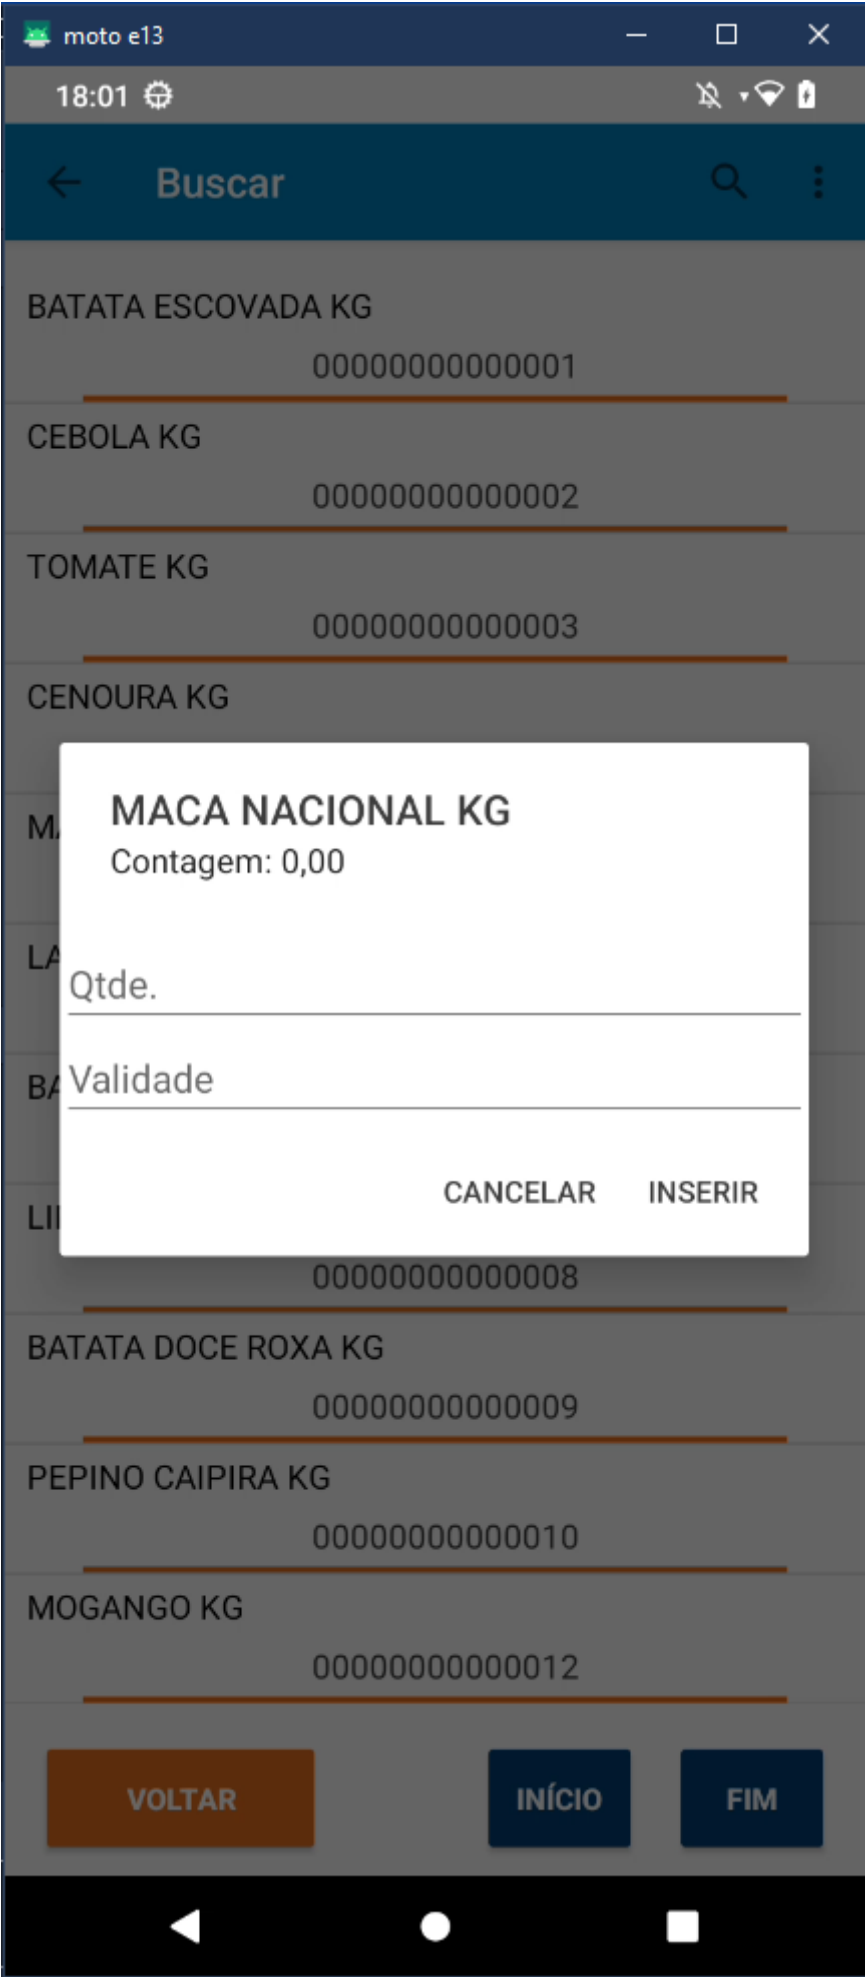 moto e13
18:01
Buscar
BATATA ESCOVADA KG
00000000000001
CEBOLA KG
00000000000002
TOMATE KG
00000000000003
CENOURA KG
MACA NACIONAL KG
Contagem: 0,00
Qtde.
Validade
CANCELAR INSERIR
00000000000008
BATATA DOCE ROXA KG
00000000000009
PEPINO CAIPIRA KG
00000000000010
MOGANGO KG
00000000000012
VOLTAR INÍCIO FIM